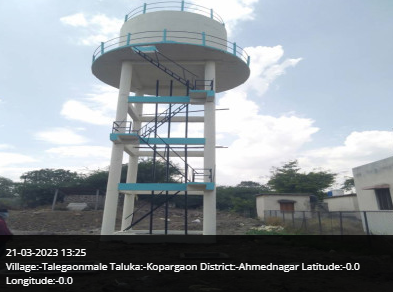 21-03-2023 13:25
Village:-Talegaonmale Taluka:-Kopargaon District:-Ahmednagar Latitude:-0.0
Longitude:-0.0